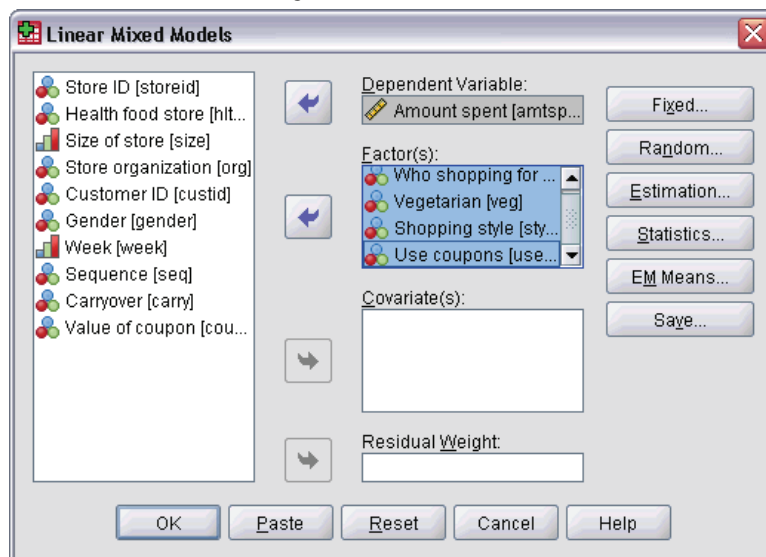 Linear Mixed Models
Store ID [storeid]
Health food store [hlt...
Size of store [size]
Store organization [org]
Customer ID [custid]
Gender [gender]
Week [week]
Sequence [seq]
Carryover [carry]
Value of coupon [cou...
Dependent Variable:
Amount spent [amtsp...
Factor(s):
Who shopping for ...
Vegetarian [veg]
Shopping style [sty...
Use coupons [use...
Covariate(s):
Residual Weight:
Fixed...
Random...
Estimation...
Statistics...
EM Means...
Save...
OK Paste Reset Cancel Help